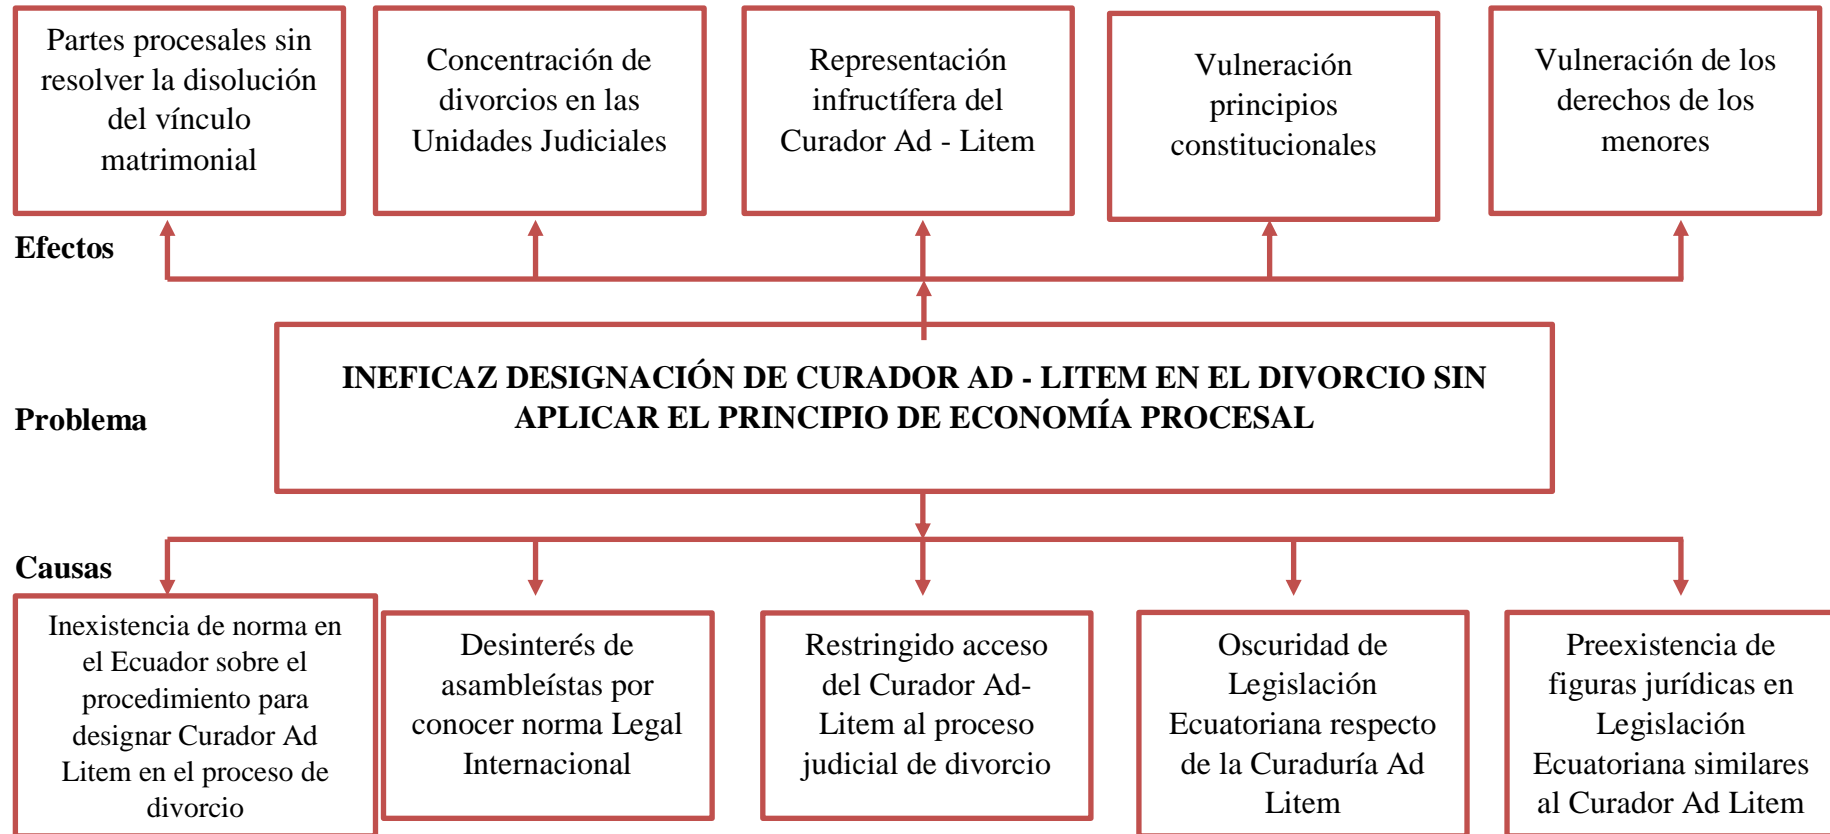 Partes procesales sin
resolver la disolución
del vínculo
matrimonial
Concentración de
divorcios en las
Unidades Judiciales
Representación
infructífera del
Curador Ad - Litem
Vulneración
principios
constitucionales
Vulneración de los
derechos de los
menores
Efectos
Problema
INEFICAZ DESIGNACIÓN DE CURADOR AD - LITEM EN EL DIVORCIO SIN
APLICAR EL PRINCIPIO DE ECONOMÍA PROCESAL
Causas
Inexistencia de norma en
el Ecuador sobre el
procedimiento para
designar Curador Ad
Litem en el proceso de
divorcio
Desinterés de
asambleístas por
conocer norma Legal
Internacional
Restringido acceso
del Curador Ad-
Litem al proceso
judicial de divorcio
Oscuridad de
Legislación
Ecuatoriana respecto
de la Curaduría Ad
Litem
Preexistencia de
figuras jurídicas en
Legislación
Ecuatoriana similares
al Curador Ad Litem